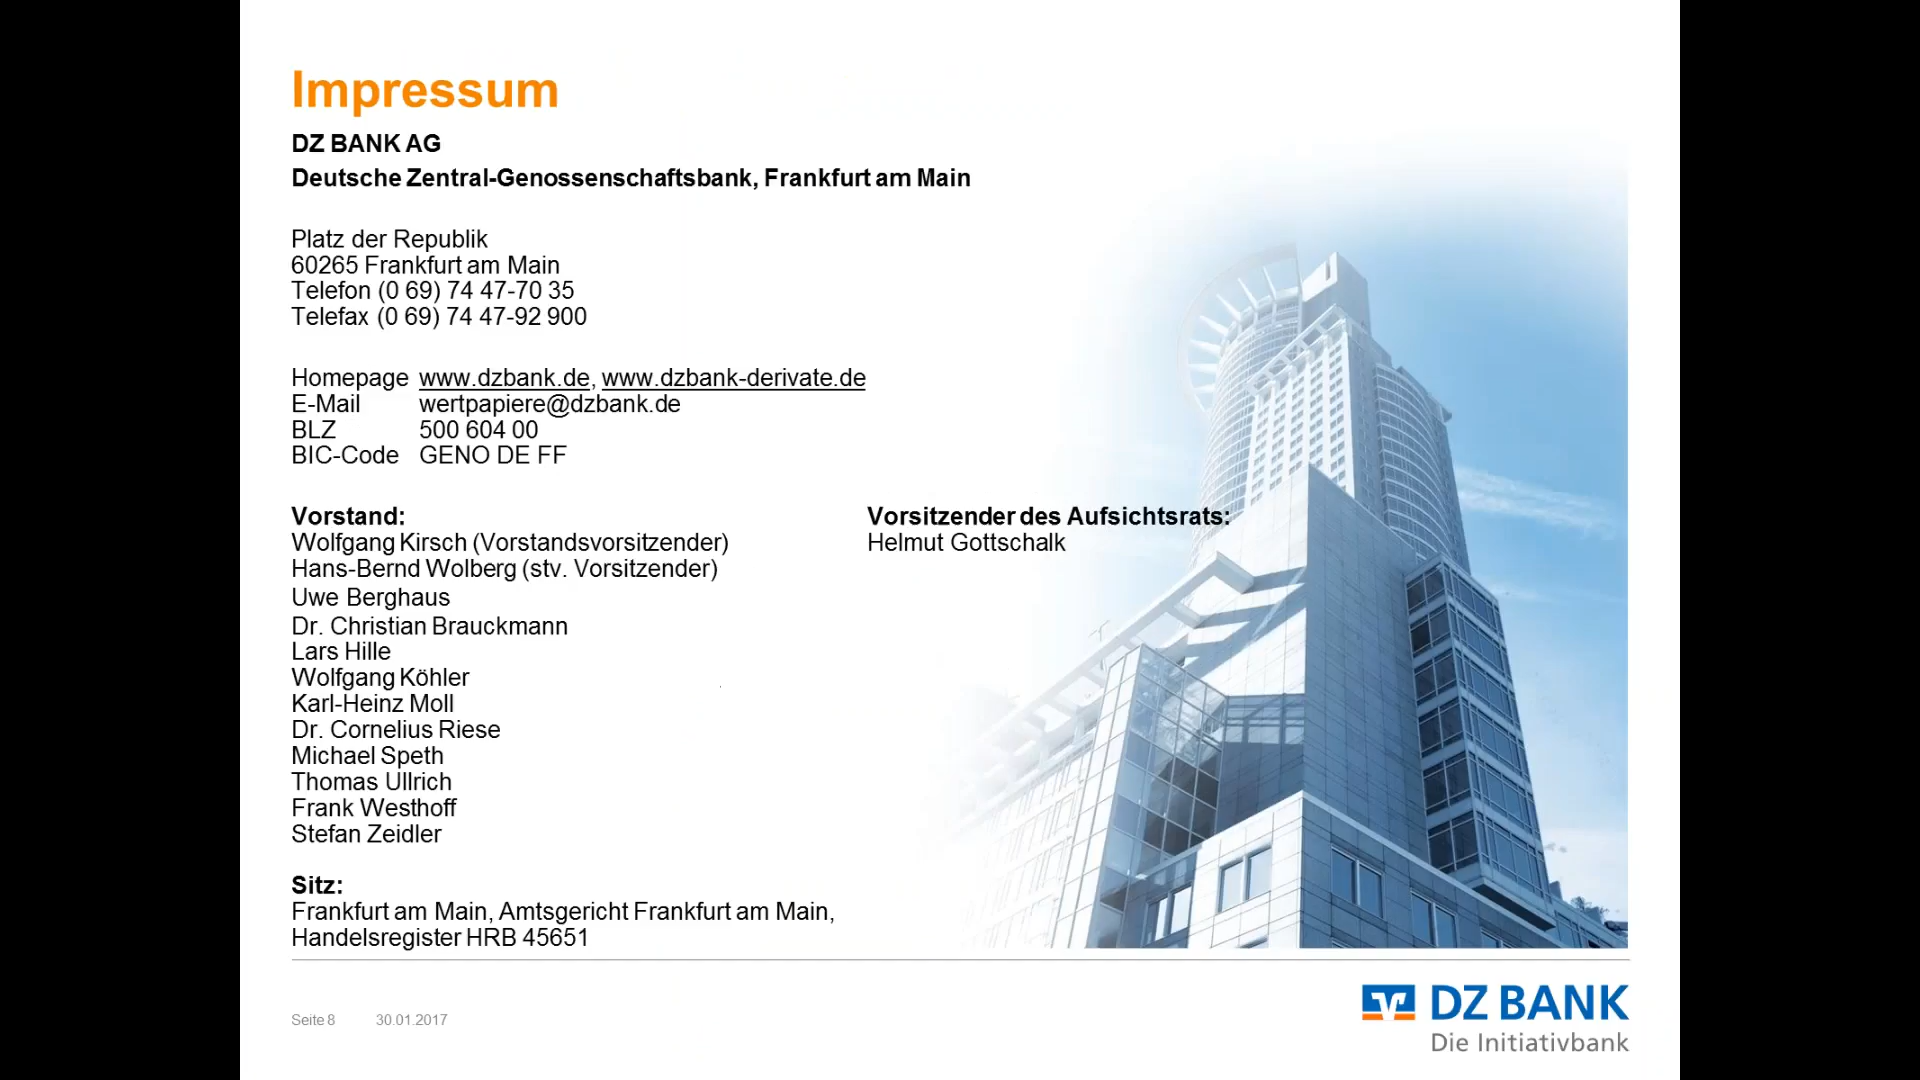 Impressum
DZ BANK AG
Deutsche Zentral-Genossenschaftsbank, Frankfurt am Main
Platz der Republik
60265 Frankfurt am Main
Telefon (0 69) 74 47-70 35
Telefax (0 69) 74 47-92 900
Homepage www.dzbank.de, www.dzbank-derivate.de
E-Mail wertpapiere@dzbank.de
BLZ 500 604 00
BIC-Code GENO DE FF
Vorstand:
Wolfgang Kirsch (Vorstandsvorsitzender)
Hans-Bernd Wolberg (stv. Vorsitzender)
Uwe Berghaus
Dr. Christian Brauckmann
Lars Hille
Wolfgang Köhler
Karl-Heinz Moll
Dr. Cornelius Riese
Michael Speth
Thomas Ullrich
Frank Westhoff
Stefan Zeidler
Vorsitzender des Aufsichtsrats:
Helmut Gottschalk
Sitz:
Frankfurt am Main, Amtsgericht Frankfurt am Main,
Handelsregister HRB 45651
Seite 8 30.01.2017
DZ BANK
Die Initiativbank